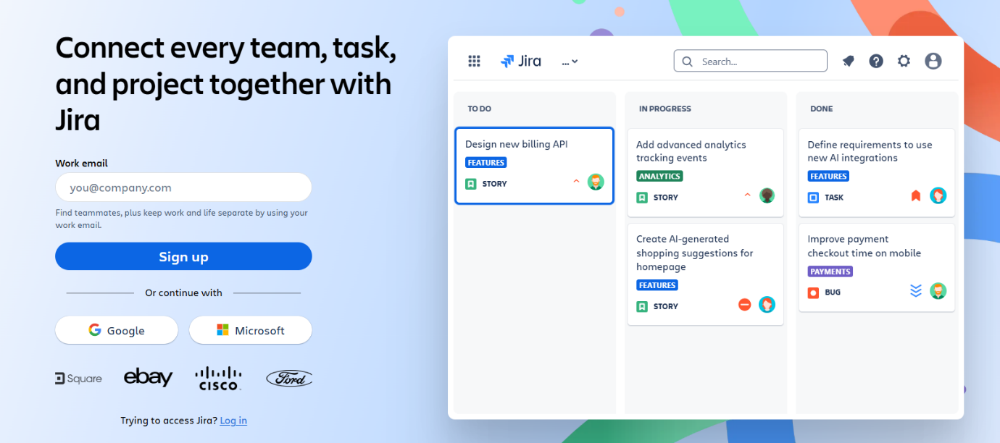 Connect every team, task,
and project together with
Jira
Work email
you@company.com
Find teammates, plus keep work and life separate by using your
work email.
Sign up
Or continue with
Google
Microsoft
Square
ebay
CISCO
Ford
Trying to access Jira? Log in
Jira
...
Search...
TO DO
Design new billing API
FEATURES
STORY
IN PROGRESS
Add advanced analytics
tracking events
ANALYTICS
STORY
Create AI-generated
shopping suggestions for
homepage
FEATURES
STORY
DONE
Define requirements to use
new AI integrations
FEATURES
TASK
Improve payment
checkout time on mobile
PAYMENTS
BUG